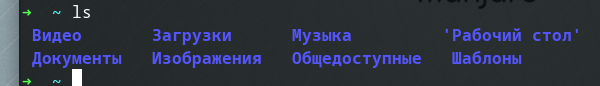 ➜ ~ ls
Видео Загрузки Музыка 'Рабочий стол'
Документы Изображения Общедоступные Шаблоны
➜ ~